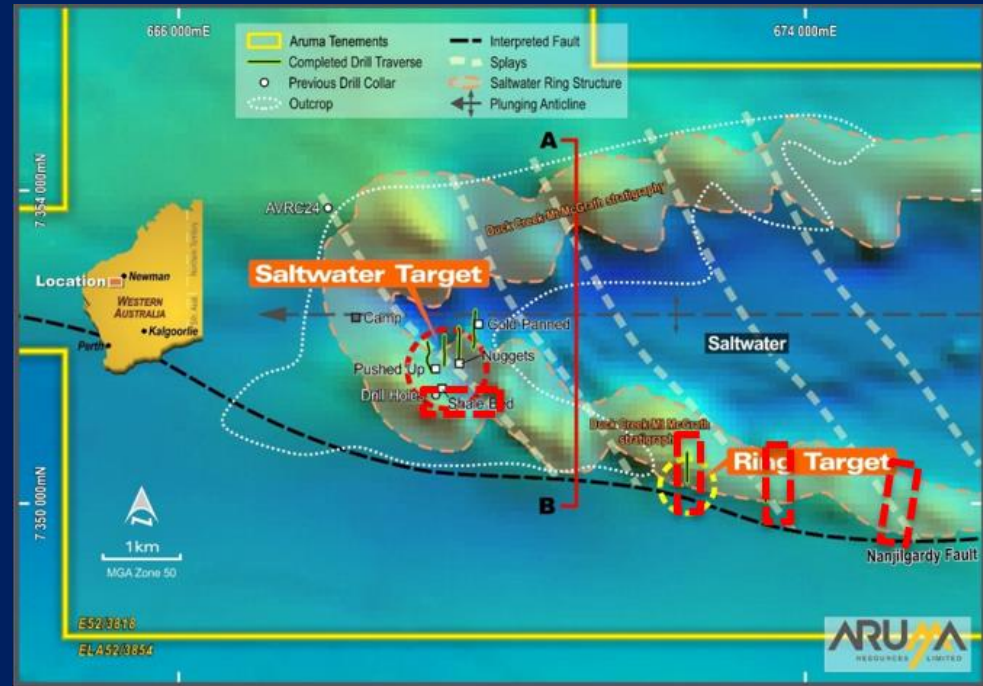 666 000mE
674 000mE
Aruma Tenements
Completed Drill Traverse
Previous Drill Collar
Outcrop
Interpreted Fault
Splays
Saltwater Ring Structure
Plunging Anticline
A
7 354 000mN
AVRC24
Duck Creek Mt McGrath stratigraphy
Location
Newman
WESTERN
AUSTRALIA
Kalgoorlie
Perth
Saltwater Target
Camp
Gold Panned
Nuggets
Pushed Up
Drill Holes
Shale Bed
Saltwater
Duck Creek Mt McGrath
stratigraphy
Ring Target
B
7 350 000mN
Z
1km
MGA Zone 50
Nanjilgardy Fault
E52/3818
ELA52/3854
ARUMA
RESOURCES LIMITED